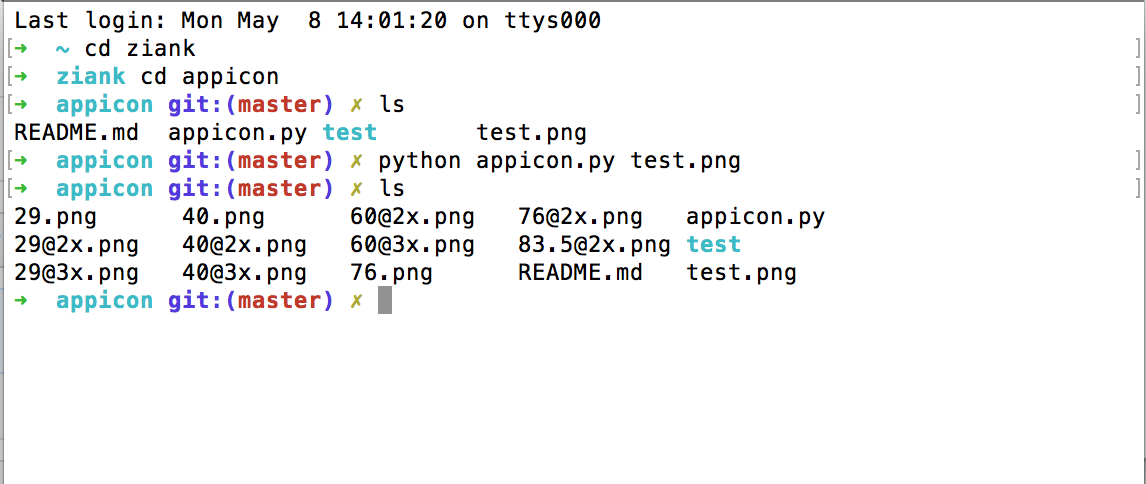 Last login: Mon May  8 14:01:20 on ttys000
[➜  ~ cd ziank ]
[➜  ziank cd appicon ]
[➜  appicon git:(master) ✗ ls ]
README.md  appicon.py test       test.png
[➜  appicon git:(master) ✗ python appicon.py test.png ]
[➜  appicon git:(master) ✗ ls ]
29.png      40.png      60@2x.png   76@2x.png   appicon.py
29@2x.png   40@2x.png   60@3x.png   83.5@2x.png test
29@3x.png   40@3x.png   76.png      README.md   test.png
➜  appicon git:(master) ✗